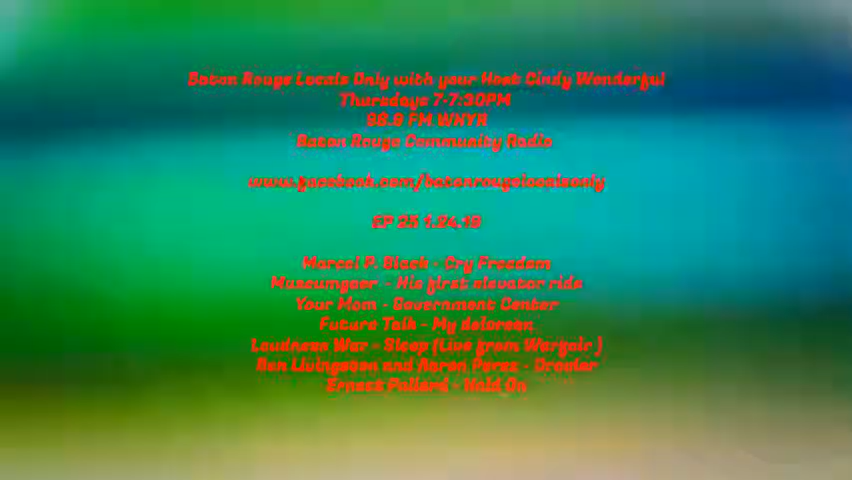 Baton Rouge Locals Only with your Host Cindy Wonderful
Thursdays 7-7:30PM
98.9 FM WHYR
Baton Rouge Community Radio
www.facebook.com/batonrougelocalsonly
EP 25 1.24.19
Marcel P. Black - Cry Freedom
Museumgoer - His first elevator ride
Your Mom - Government Center
Future Talk - My delorean
Loudness War - Sleep (Live from )
Ben Livingston and Aaron Perez -
Ernest Pollard - Hold On